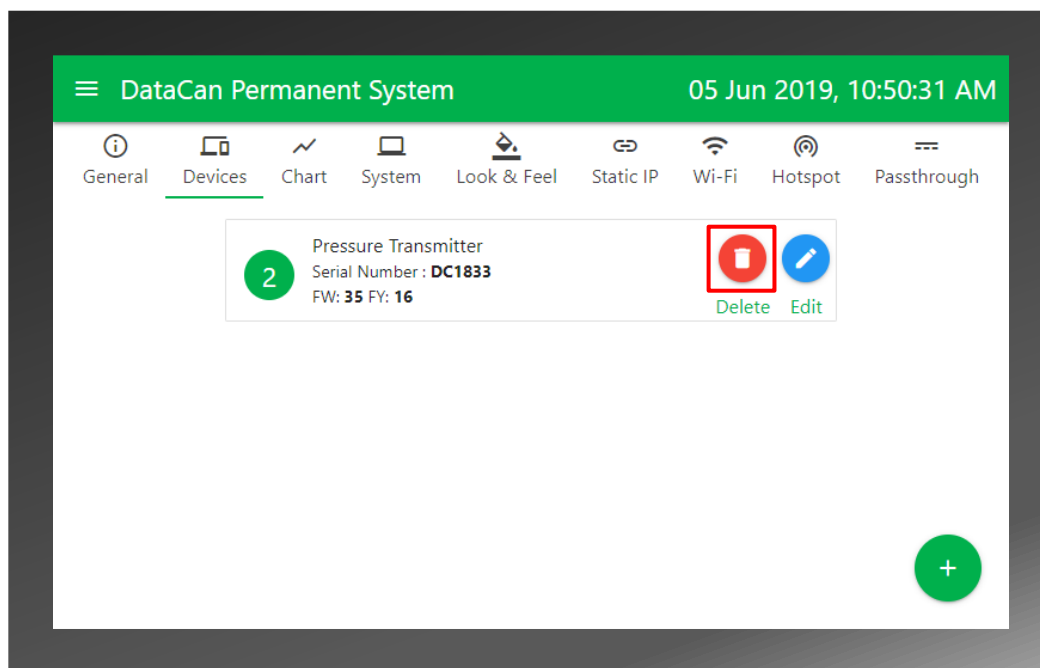 DataCan Permanent System 05 Jun 2019, 10:50:31 AM
General Devices Chart System Look & Feel Static IP Wi-Fi Hotspot Passthrough
2
Pressure Transmitter
Serial Number : DC1833
FW: 35 FY: 16
Delete Edit
+